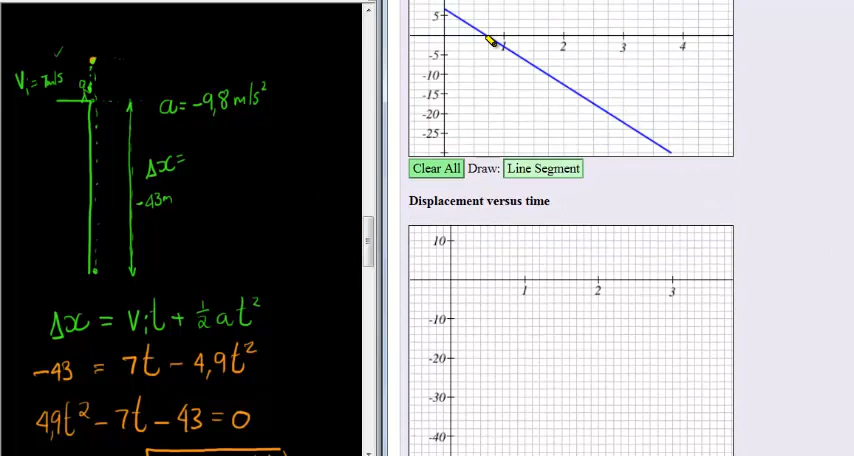 Vi = 7m/s
a = -9,8 m/s²
Δx =
-43m
Δx = Vit + ½at²
-43 = 7t - 4,9t²
4,9t² - 7t - 43 = 0
5
1 2 3 4
-5
-10
-15
-20
-25
Clear All Draw: Line Segment
Displacement versus time
10
1 2 3
-10
-20
-30
-40